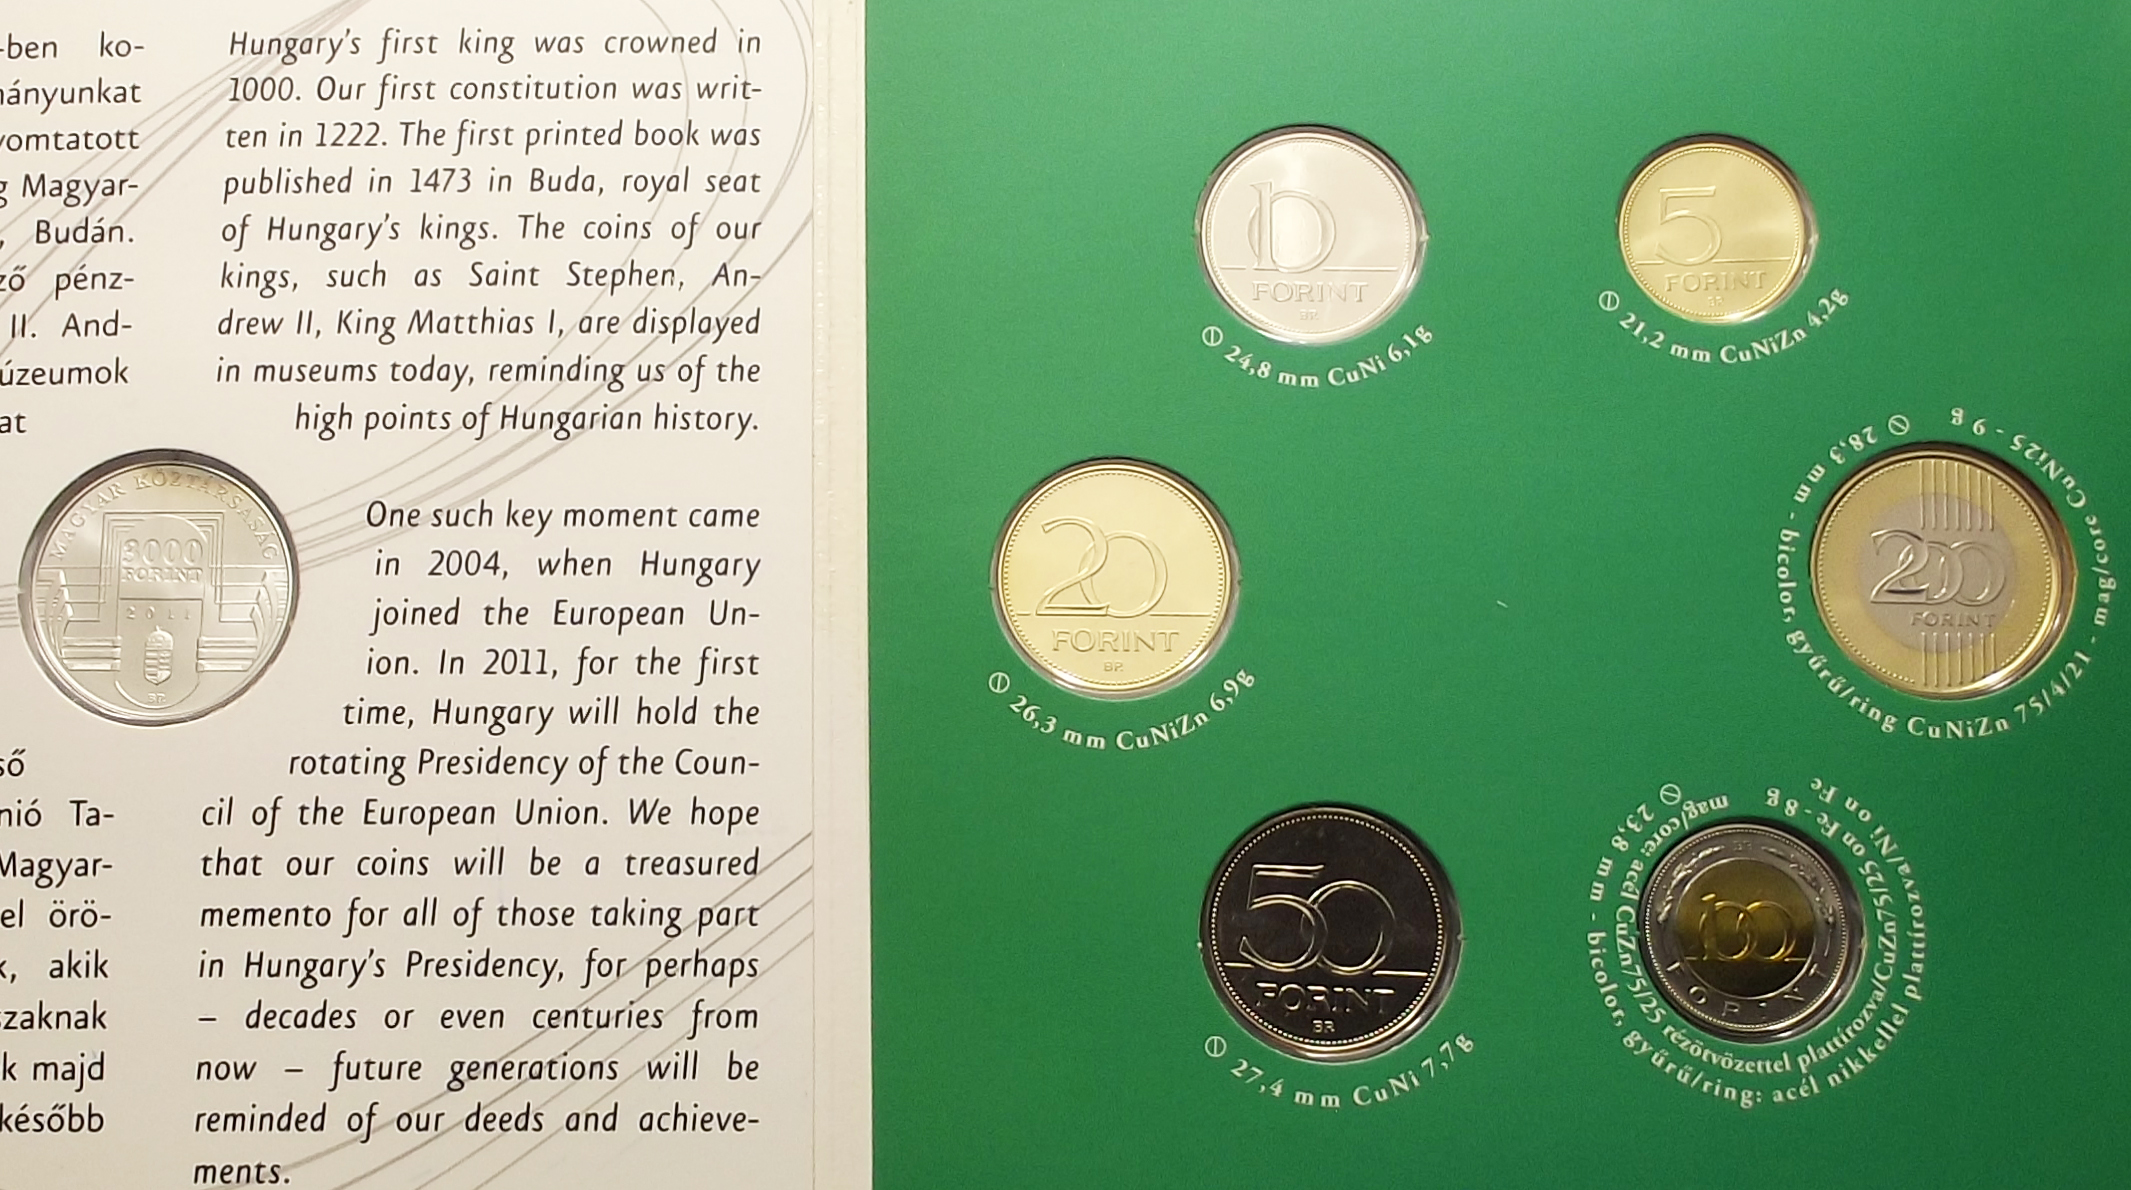 -ben ko-
ányunkat
yomtatott
g Magyar-
, Budán.
ző pénz-
II. And-
úzeumok
at
ső
nió Ta-
Magyar-
el örö-
k, akik
zaknak
k majd
később
Hungary's first king was crowned in
1000. Our first constitution was writ-
ten in 1222. The first printed book was
published in 1473 in Buda, royal seat
of Hungary's kings. The coins of our
kings, such as Saint Stephen, An-
drew II, King Matthias I, are displayed
in museums today, reminding us of the
high points of Hungarian history.
One such key moment came
in 2004, when Hungary
joined the European Un-
ion. In 2011, for the first
time, Hungary will hold the
rotating Presidency of the Coun-
cil of the European Union. We hope
that our coins will be a treasured
memento for all of those taking part
in Hungary's Presidency, for perhaps
– decades or even centuries from
now – future generations will be
reminded of our deeds and achieve-
ments.
MAGYAR KÖZTÁRSASÁG
3000
FORINT
2011
BP.
10
FORINT
BP.
24,8 mm CuNi 6,1g
5
FORINT
BP.
21,2 mm CuNiZn 4,2g
20
FORINT
BP.
26,3 mm CuNiZn 6,9g
200
FORINT
28,3 mm - bicolor, gyűrű/ring CuNiZn 75/4/21 - mag/core CuNi25 - 9 g
50
FORINT
BP.
27,4 mm CuNi 7,7g
BP.
100
FORINT
23,8 mm - bicolor, gyűrű/ring: acél nikkellel plattírozva/Ni on Fe
mag/core: acél CuZn75/25 rézötvözettel plattírozva/CuZn75/25 on Fe - 8 g